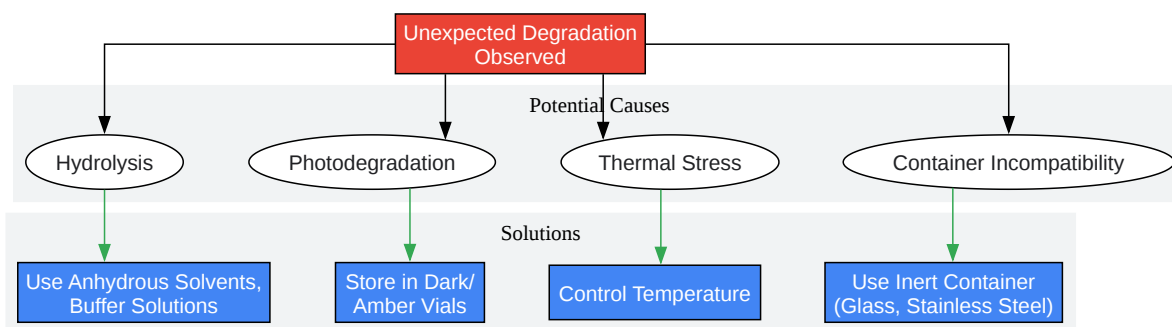 Unexpected Degradation
Observed
Potential Causes
Hydrolysis
Photodegradation
Thermal Stress
Container Incompatibility
Solutions
Use Anhydrous Solvents,
Buffer Solutions
Store in Dark/
Amber Vials
Control Temperature
Use Inert Container
(Glass, Stainless Steel)